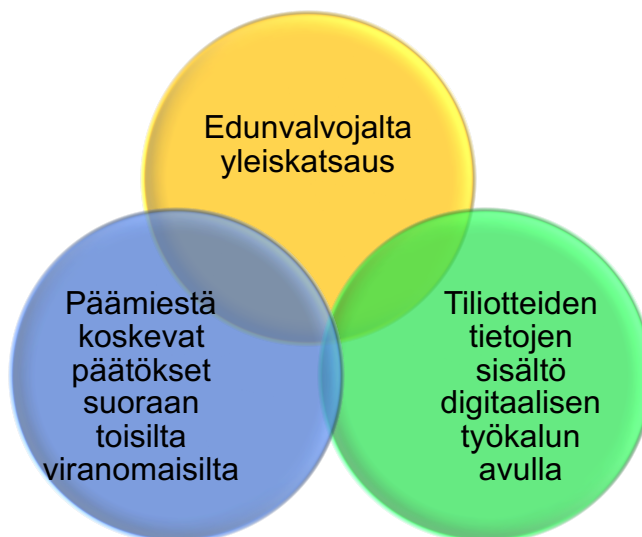 Edunvalvojalta
yleiskatsaus
Päämiestä
koskevat
päätökset
suoraan
toisilta
viranomaisilta
Tiliotteiden
tietojen
sisältö
digitaalisen
työkalun
avulla